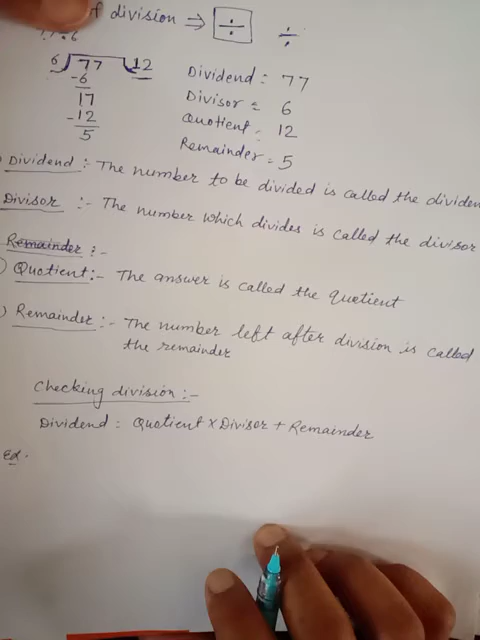 of division ⇒ ÷ ÷
6) 77 (12
-6
17
-12
5
Dividend = 77
Divisor = 6
Quotient = 12
Remainder = 5
Dividend :- The number to be divided is called the dividen
Divisor :- The number which divides is called the divisor
Remainder :-
Quotient :- The answer is called the quotient
Remainder :- The number left after division is called
the remainder
Checking division :-
Dividend = Quotient × Divisor + Remainder
Ex.